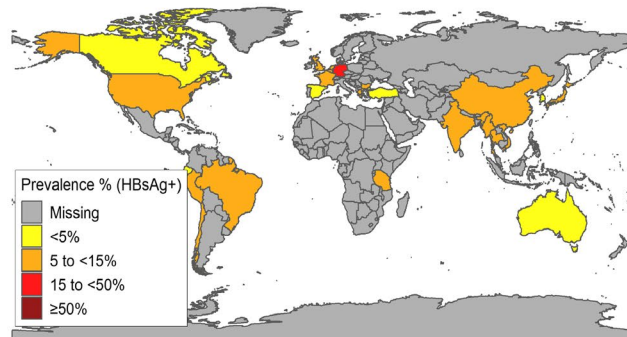 Prevalence % (HBsAg+)
Missing
<5%
5 to <15%
15 to <50%
≥50%